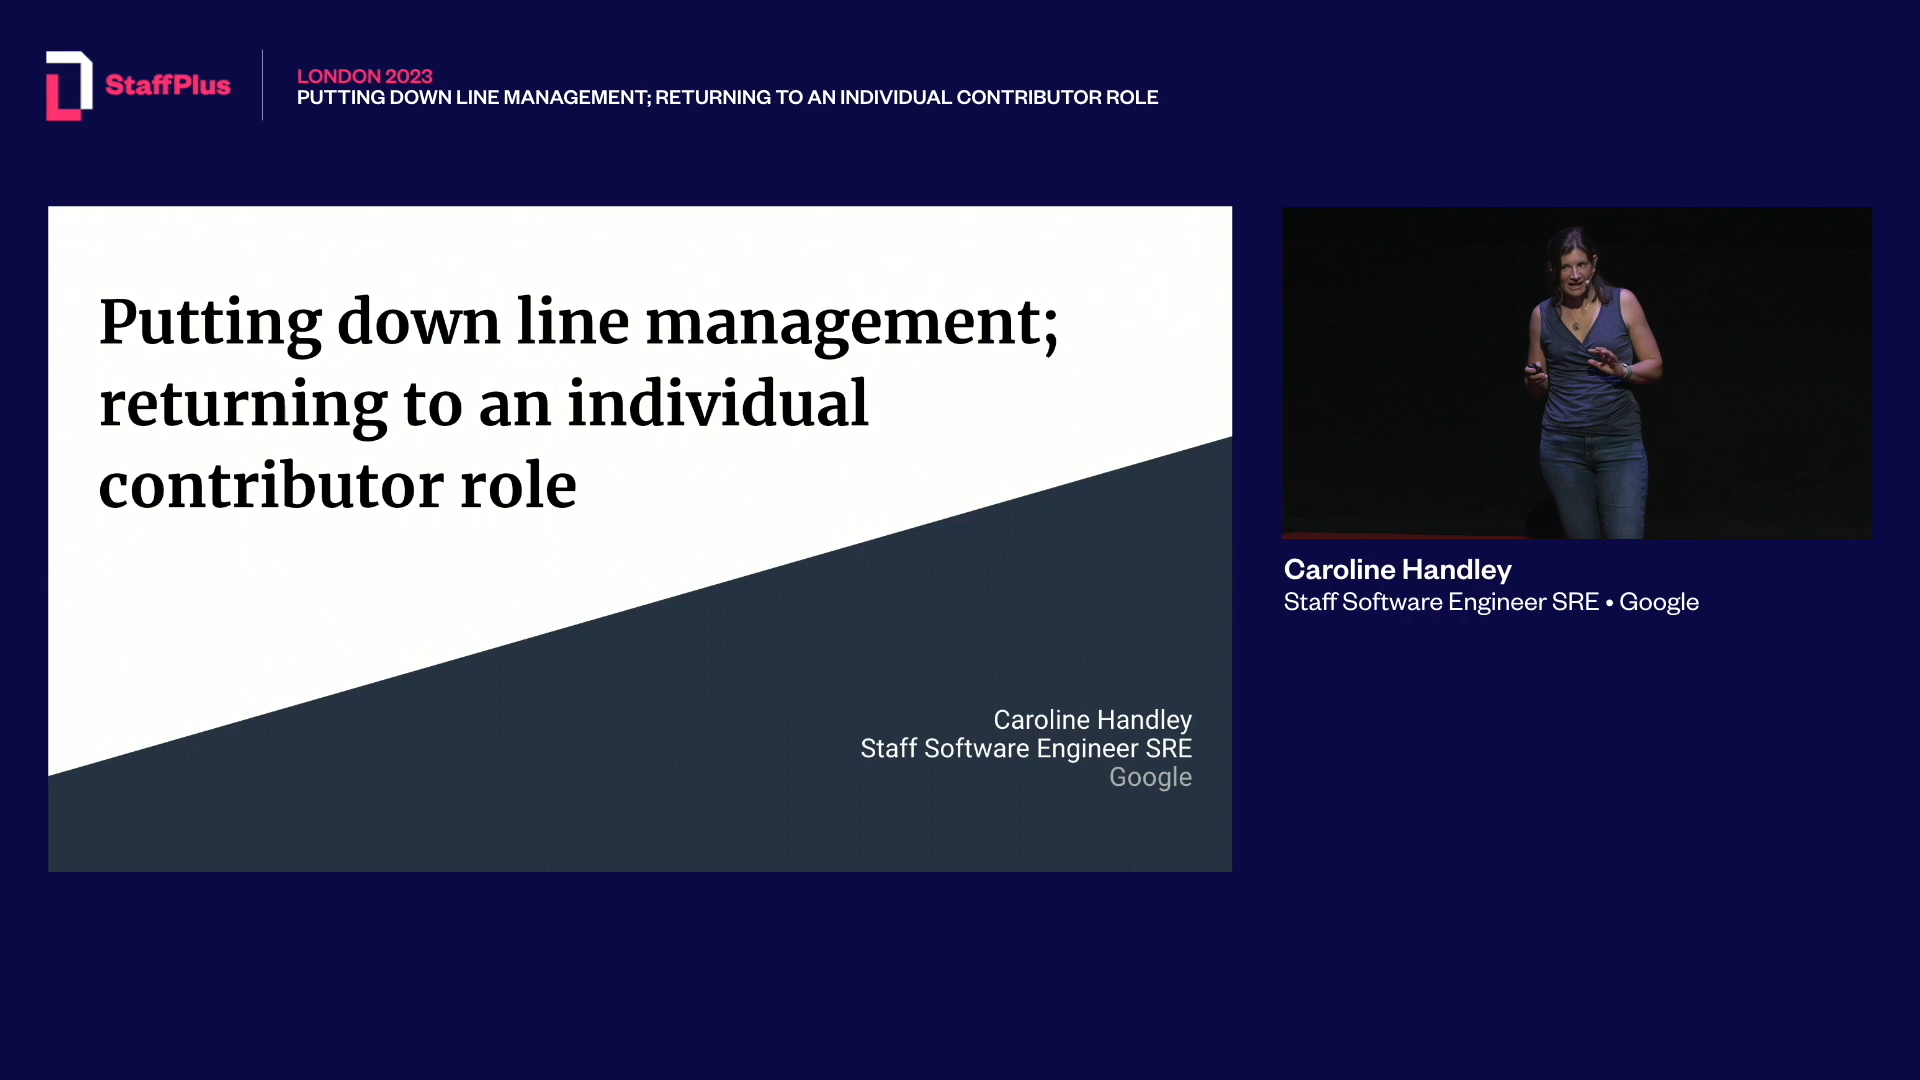 StaffPlus
LONDON 2023
PUTTING DOWN LINE MANAGEMENT; RETURNING TO AN INDIVIDUAL CONTRIBUTOR ROLE
Putting down line management;
returning to an individual
contributor role
Caroline Handley
Staff Software Engineer SRE
Google
Caroline Handley
Staff Software Engineer SRE • Google